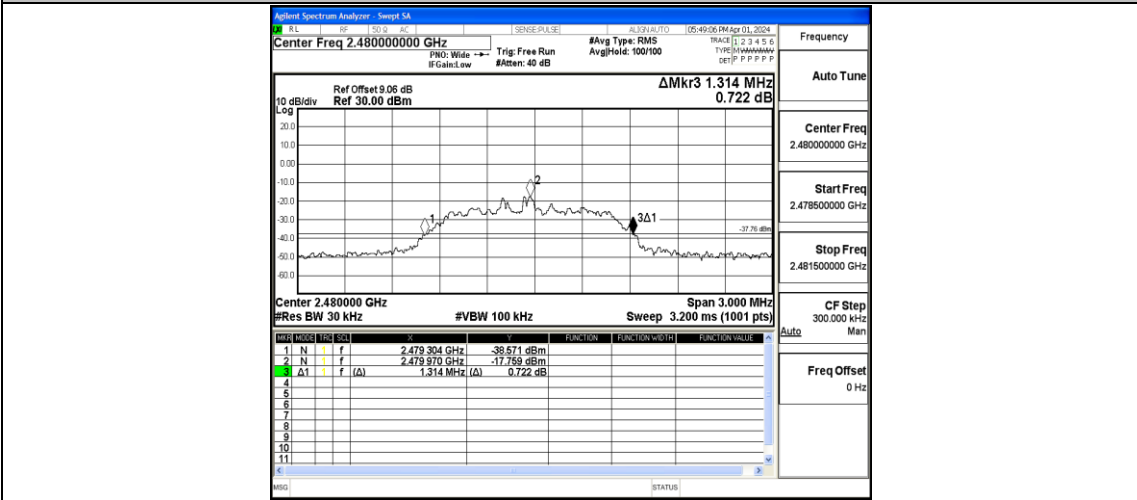 Agilent Spectrum Analyzer - Swept SA
RL RF 50 Ω AC SENSE:PULSE ALIGN AUTO 05:49:06 PM Apr 01, 2024
Center Freq 2.480000000 GHz #Avg Type: RMS TRACE 1 2 3 4 5 6
PNO: Wide Trig: Free Run Avg|Hold: 100/100 TYPE MWWWWW
IFGain:Low #Atten: 40 dB DET P P P P P P
Ref Offset 9.06 dB ΔMkr3 1.314 MHz
10 dB/div Ref 30.00 dBm 0.722 dB
Log
20.0
10.0
0.00
-10.0
2
-20.0
-30.0
1
3Δ1
-37.76 dBm
-40.0
-50.0
-60.0
Center 2.480000 GHz Span 3.000 MHz
#Res BW 30 kHz #VBW 100 kHz Sweep 3.200 ms (1001 pts)
MKR MODE TRC SCL X Y FUNCTION FUNCTION WIDTH FUNCTION VALUE
1 N 1 f 2.479 304 GHz -38.571 dBm
2 N 1 f 2.479 970 GHz -17.759 dBm
3 Δ1 1 f (Δ) 1.314 MHz (Δ) 0.722 dB
4
5
6
7
8
9
10
11
MSG STATUS
Frequency
Auto Tune
Center Freq
2.480000000 GHz
Start Freq
2.478500000 GHz
Stop Freq
2.481500000 GHz
CF Step
300.000 kHz
Auto Man
Freq Offset
0 Hz